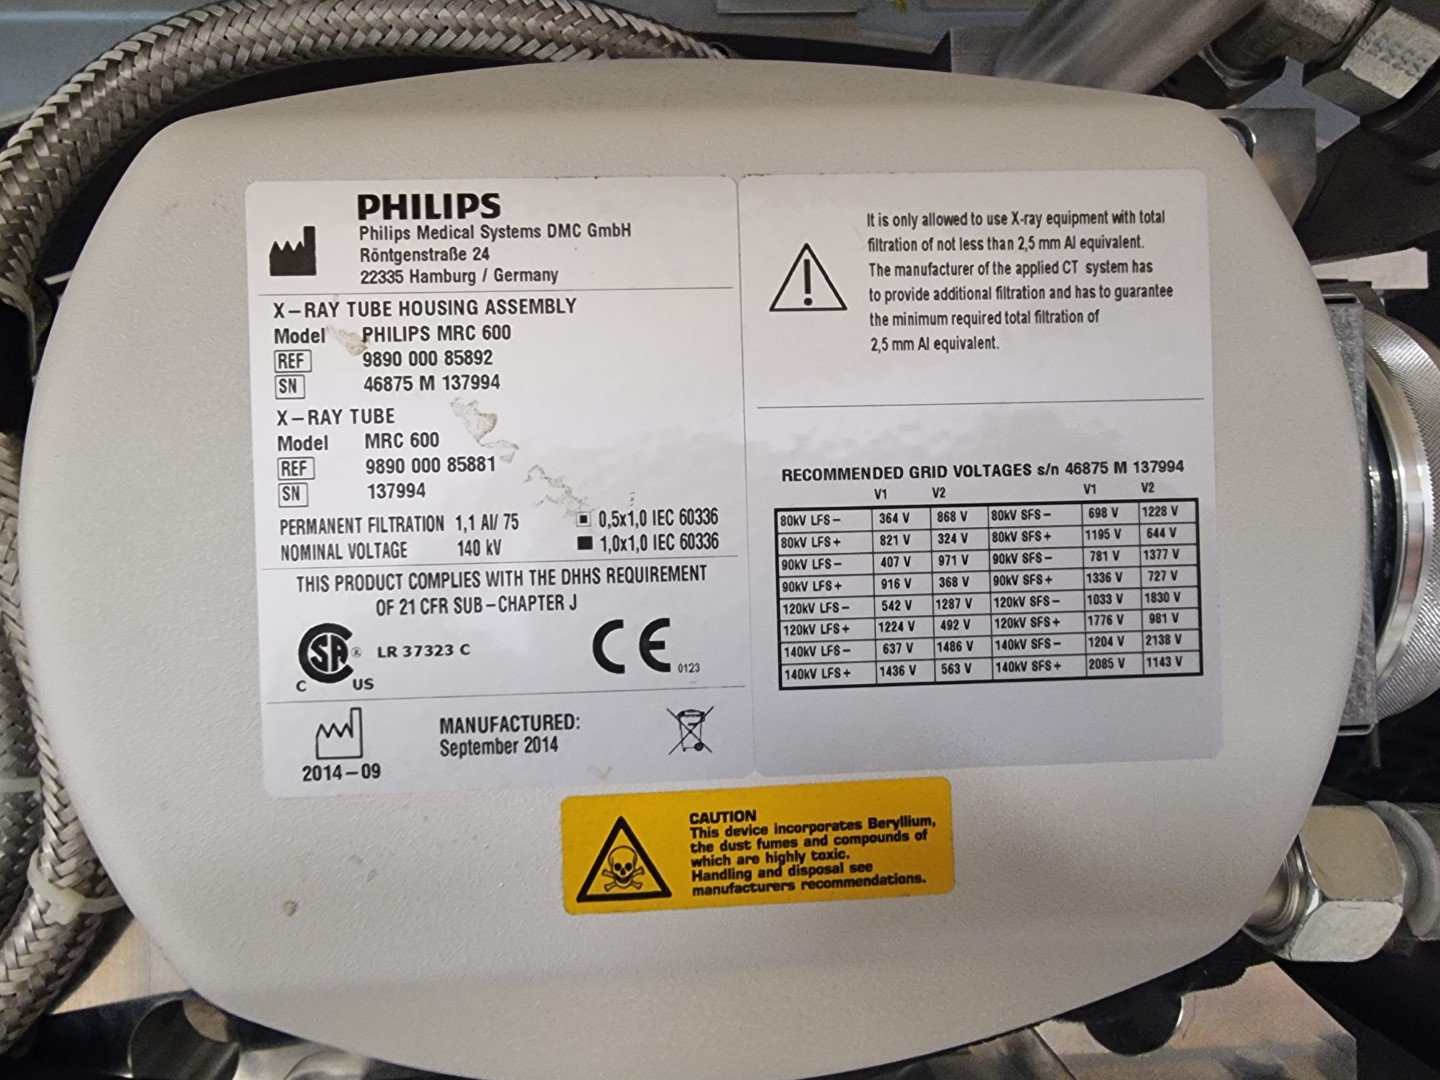 PHILIPS
Philips Medical Systems DMC GmbH
Röntgenstraße 24
22335 Hamburg / Germany
X-RAY TUBE HOUSING ASSEMBLY
Model PHILIPS MRC 600
REF 9890 000 85892
SN 46875 M 137994
X-RAY TUBE
Model MRC 600
REF 9890 000 85881
SN 137994
PERMANENT FILTRATION 1,1 Al/ 75 0,5x1,0 IEC 60336
NOMINAL VOLTAGE 140 kV 1,0x1,0 IEC 60336
THIS PRODUCT COMPLIES WITH THE DHHS REQUIREMENT
OF 21 CFR SUB-CHAPTER J
SA® LR 37323 C CE 0123
C US
MANUFACTURED:
September 2014
2014-09
It is only allowed to use X-ray equipment with total
filtration of not less than 2,5 mm Al equivalent.
The manufacturer of the applied CT system has
to provide additional filtration and has to guarantee
the minimum required total filtration of
2,5 mm Al equivalent.
RECOMMENDED GRID VOLTAGES s/n 46875 M 137994
V1 V2 V1 V2
80kV LFS- 364 V 868 V 80kV SFS- 698 V 1228 V
80kV LFS+ 821 V 324 V 80kV SFS+ 1195 V 644 V
90kV LFS- 407 V 971 V 90kV SFS- 781 V 1377 V
90kV LFS+ 916 V 368 V 90kV SFS+ 1336 V 727 V
120kV LFS- 542 V 1287 V 120kV SFS- 1033 V 1830 V
120kV LFS+ 1224 V 492 V 120kV SFS+ 1776 V 981 V
140kV LFS- 637 V 1486 V 140kV SFS- 1204 V 2138 V
140kV LFS+ 1436 V 563 V 140kV SFS+ 2085 V 1143 V
CAUTION
This device incorporates Beryllium,
the dust fumes and compounds of
which are highly toxic.
Handling and disposal see
manufacturers recommendations.